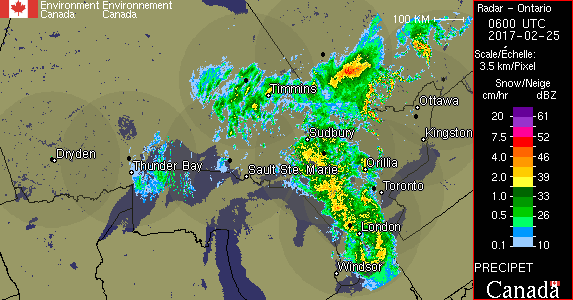 Environment Environnement
Canada Canada
100 KM
Timmins
Ottawa
Sudbury
Kingston
Dryden
Thunder Bay
Sault Ste. Marie
Orillia
Toronto
London
Windsor
Radar - Ontario
0600 UTC
2017-02-25
Scale/Échelle:
3.5 km/Pixel
Snow/Neige
cm/hr dBZ
20 61
7.5 52
4.0 46
2.0 39
1.0 33
0.5 26
0.1 10
PRECIPET
Canada